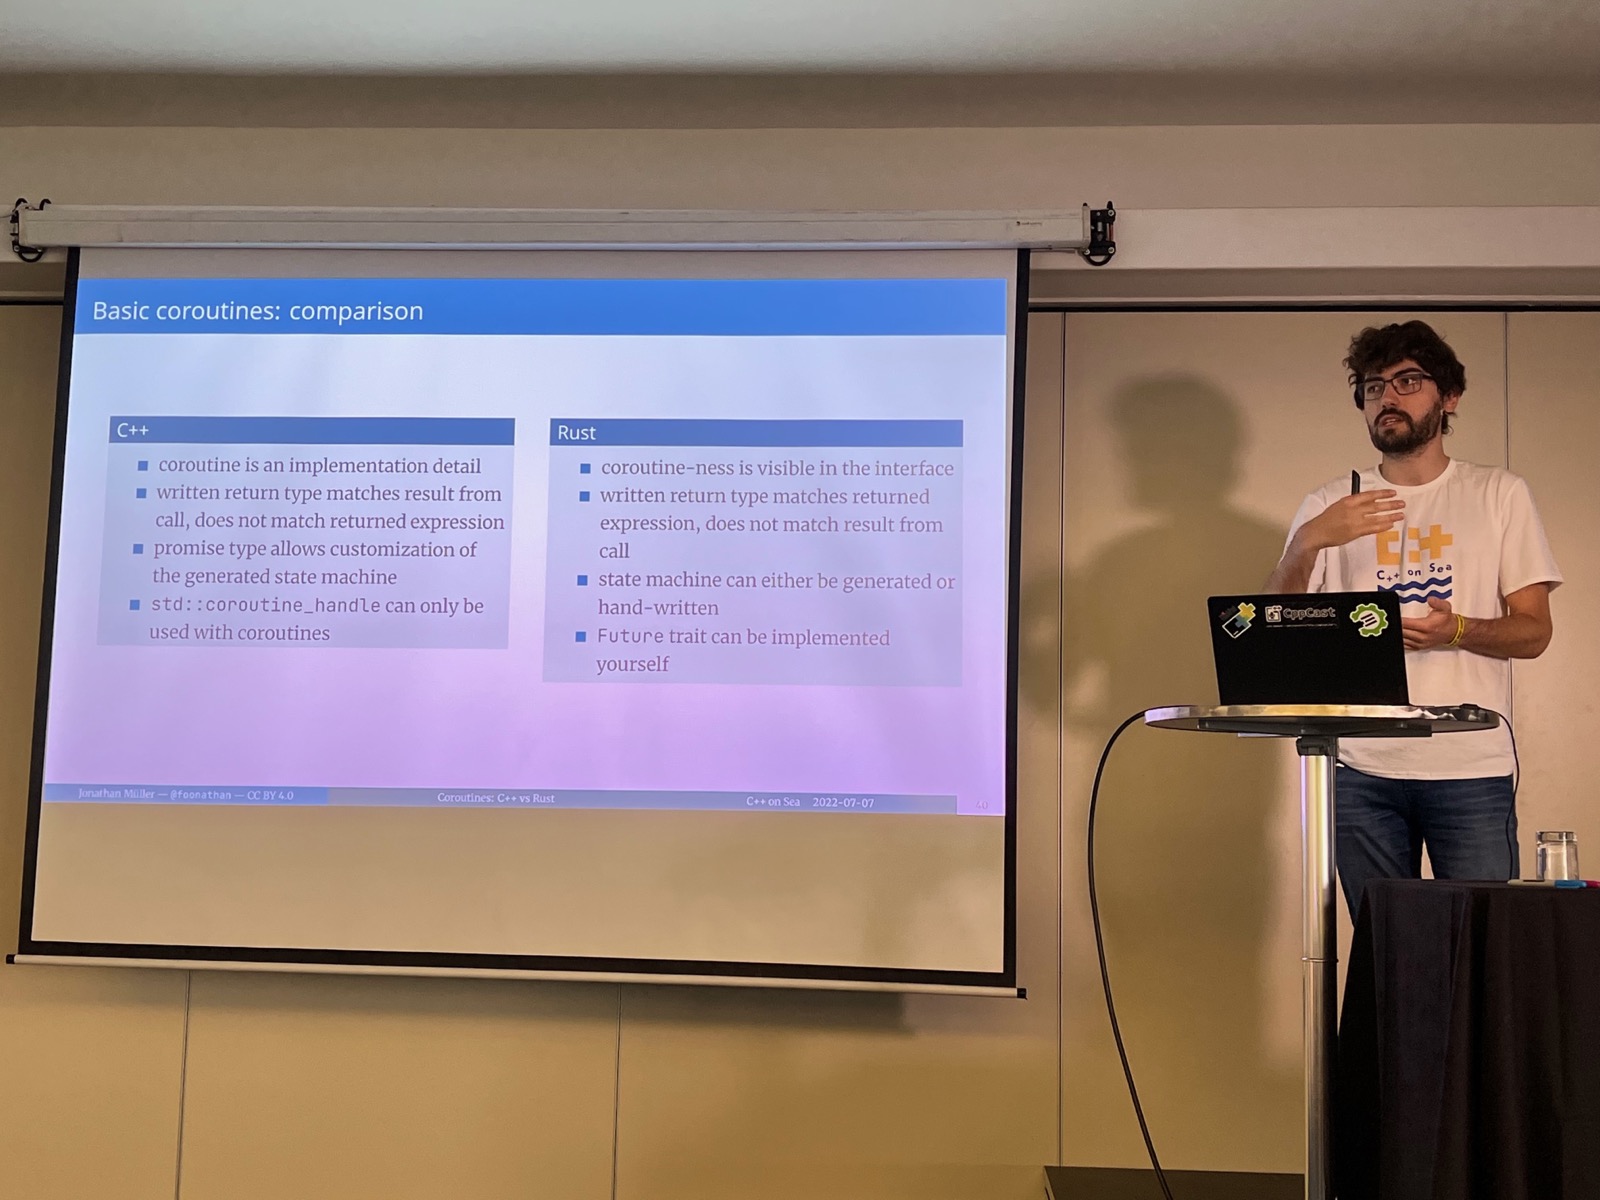 Basic coroutines: comparison
C++
coroutine is an implementation detail
written return type matches result from
call, does not match returned expression
promise type allows customization of
the generated state machine
std::coroutine_handle can only be
used with coroutines
Rust
coroutine-ness is visible in the interface
written return type matches returned
expression, does not match result from
call
state machine can either be generated or
hand-written
Future trait can be implemented
yourself
Jonathan Müller — @foonathan — CC BY 4.0
Coroutines: C++ vs Rust
C++ on Sea 2022-07-07
40
C++ on Sea
CppCast